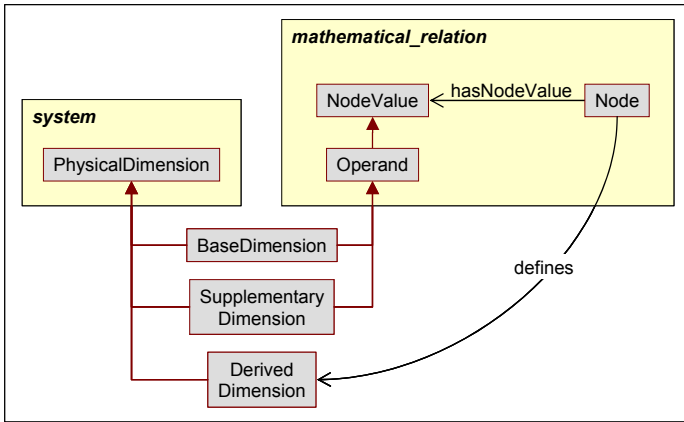 mathematical_relation
NodeValue
hasNodeValue
Node
system
PhysicalDimension
Operand
BaseDimension
defines
Supplementary
Dimension
Derived
Dimension